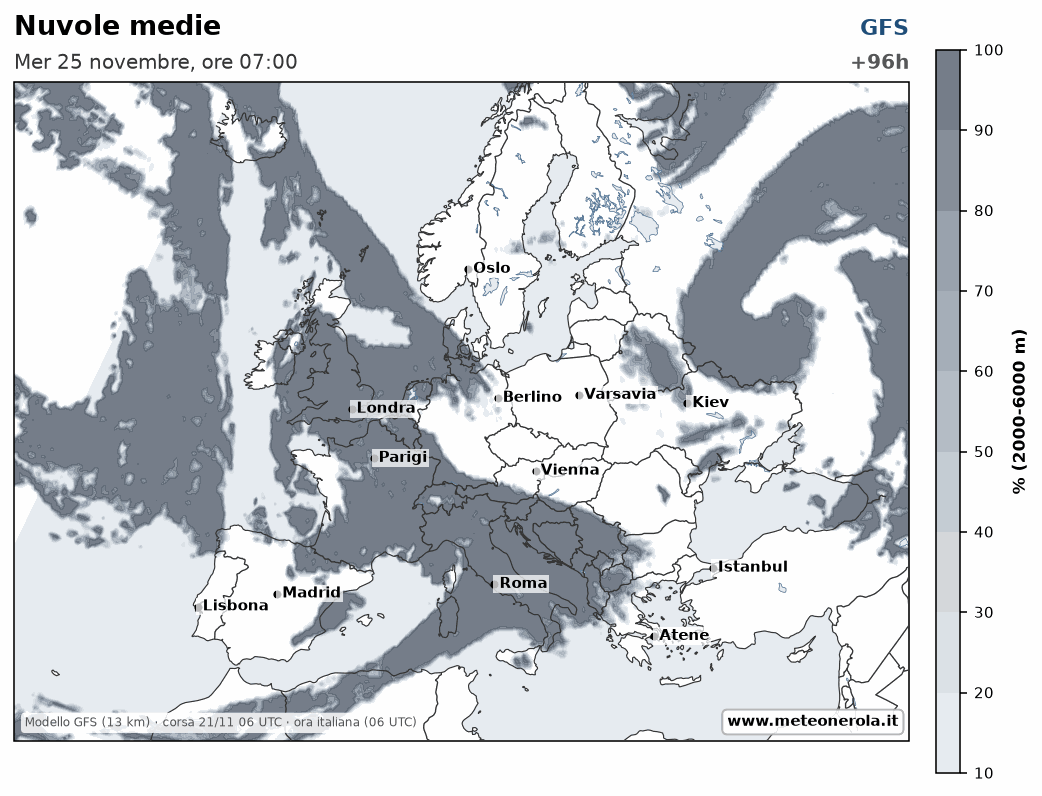 Nuvole medie
GFS
Mer 25 novembre, ore 07:00
+96h
100
90
80
70
60
50
40
30
20
10
% (2000-6000 m)
Oslo
Berlino
Varsavia
Kiev
Londra
Parigi
Vienna
Istanbul
Roma
Madrid
Lisbona
Atene
Modello GFS (13 km) · corsa 21/11 06 UTC · ora italiana (06 UTC)
www.meteonerola.it